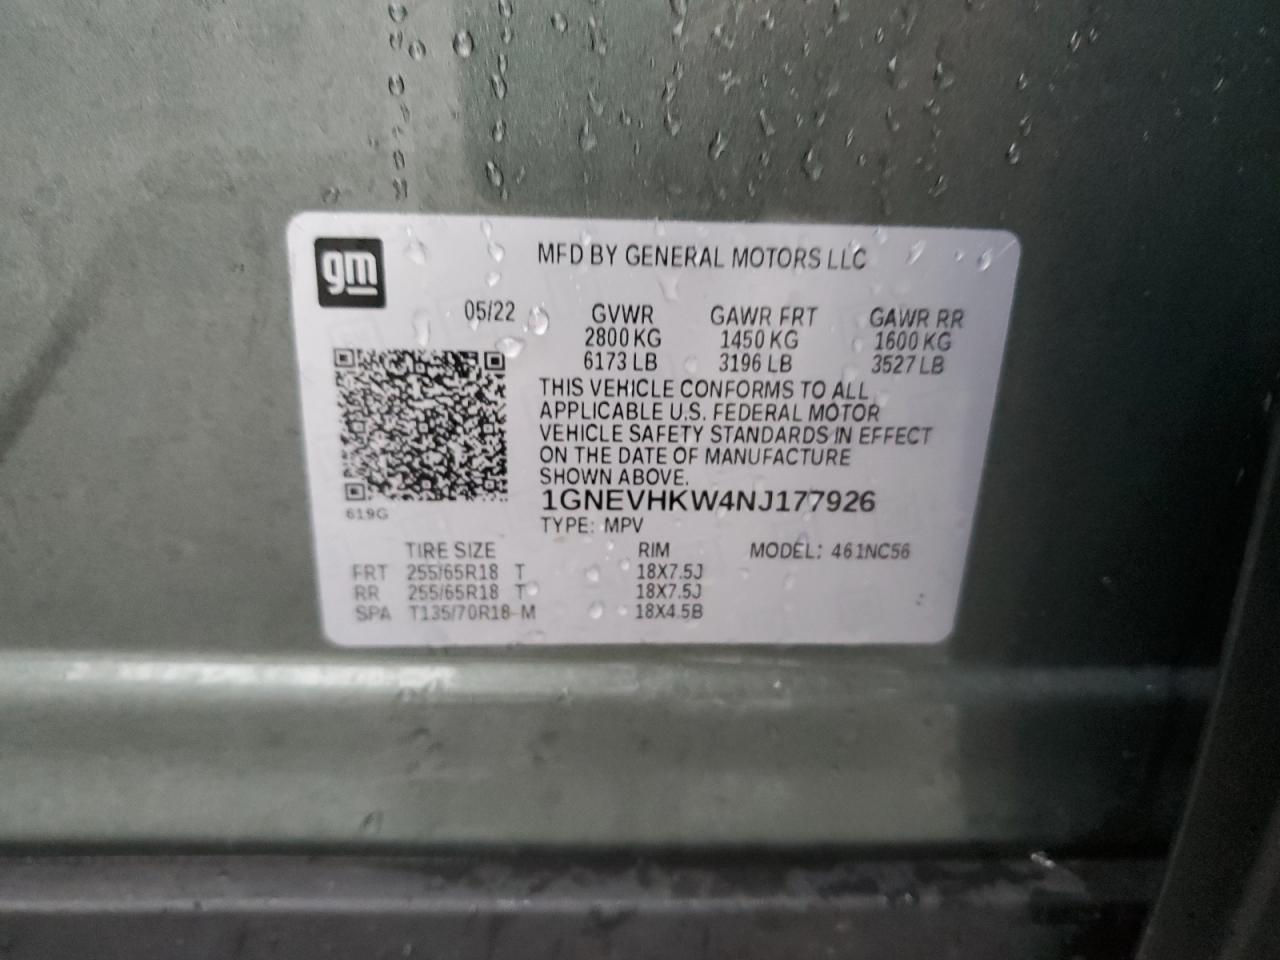 gm
MFD BY GENERAL MOTORS LLC
05/22 GVWR GAWR FRT GAWR RR
2800 KG 1450 KG 1600 KG
6173 LB 3196 LB 3527 LB
THIS VEHICLE CONFORMS TO ALL
APPLICABLE U.S. FEDERAL MOTOR
VEHICLE SAFETY STANDARDS IN EFFECT
ON THE DATE OF MANUFACTURE
SHOWN ABOVE.
1GNEVHKW4NJ177926
619G
TYPE: MPV
TIRE SIZE RIM MODEL: 461NC56
FRT 255/65R18 T 18X7.5J
RR 255/65R18 T 18X7.5J
SPA T135/70R18 M 18X4.5B